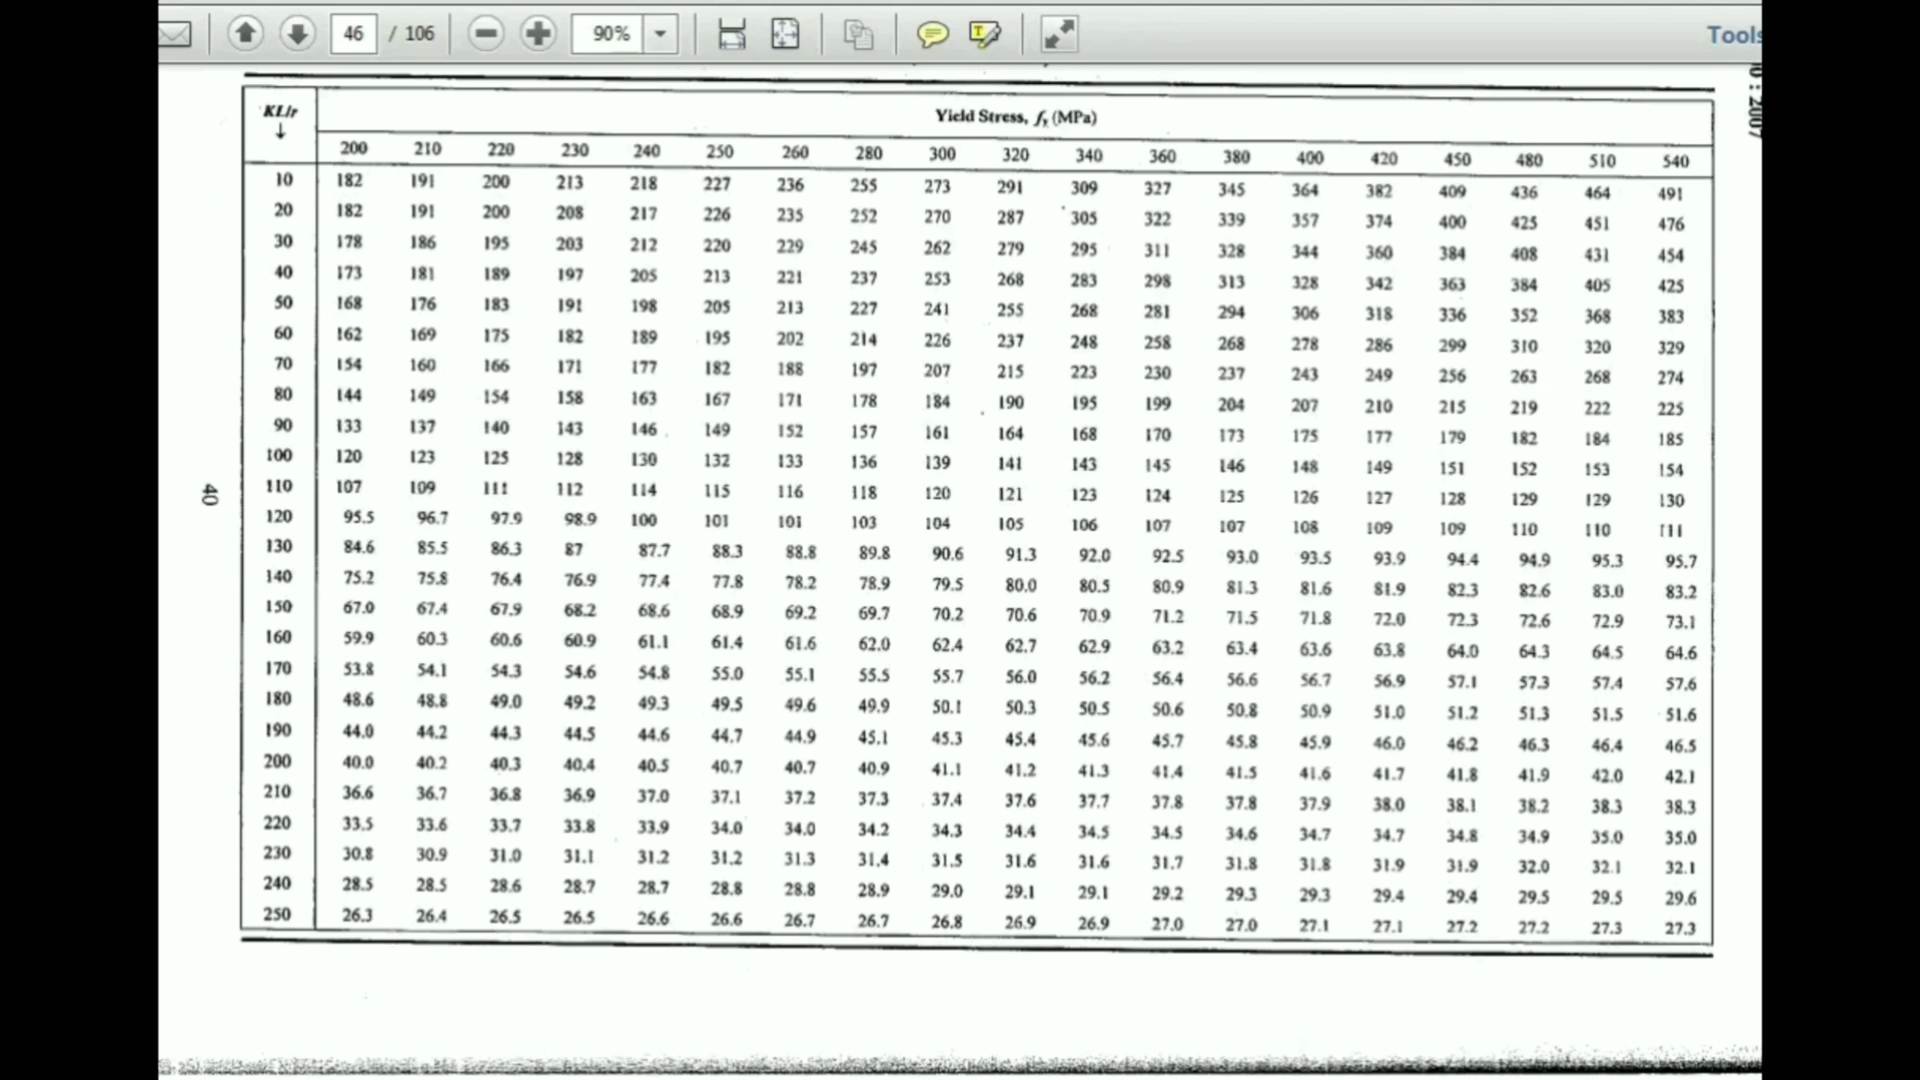 46 / 106 90% Tools
KL/r Yield Stress, fy (MPa)
↓ 200 210 220 230 240 250 260 280 300 320 340 360 380 400 420 450 480 510 540
10 182 191 200 213 218 227 236 255 273 291 309 327 345 364 382 409 436 464 491
20 182 191 200 208 217 226 235 252 270 287 305 322 339 357 374 400 425 451 476
30 178 186 195 203 212 220 229 245 262 279 295 311 328 344 360 384 408 431 454
40 173 181 189 197 205 213 221 237 253 268 283 298 313 328 342 363 384 405 425
50 168 176 183 191 198 205 213 227 241 255 268 281 294 306 318 336 352 368 383
60 162 169 175 182 189 195 202 214 226 237 248 258 268 278 286 299 310 320 329
70 154 160 166 171 177 182 188 197 207 215 223 230 237 243 249 256 263 268 274
80 144 149 154 158 163 167 171 178 184 190 195 199 204 207 210 215 219 222 225
90 133 137 140 143 146 149 152 157 161 164 168 170 173 175 177 179 182 184 185
100 120 123 125 128 130 132 133 136 139 141 143 145 146 148 149 151 152 153 154
110 107 109 111 112 114 115 116 118 120 121 123 124 125 126 127 128 129 129 130
120 95.5 96.7 97.9 98.9 100 101 101 103 104 105 106 107 107 108 109 109 110 110 111
130 84.6 85.5 86.3 87 87.7 88.3 88.8 89.8 90.6 91.3 92.0 92.5 93.0 93.5 93.9 94.4 94.9 95.3 95.7
140 75.2 75.8 76.4 76.9 77.4 77.8 78.2 78.9 79.5 80.0 80.5 80.9 81.3 81.6 81.9 82.3 82.6 83.0 83.2
150 67.0 67.4 67.9 68.2 68.6 68.9 69.2 69.7 70.2 70.6 70.9 71.2 71.5 71.8 72.0 72.3 72.6 72.9 73.1
160 59.9 60.3 60.6 60.9 61.1 61.4 61.6 62.0 62.4 62.7 62.9 63.2 63.4 63.6 63.8 64.0 64.3 64.5 64.6
170 53.8 54.1 54.3 54.6 54.8 55.0 55.1 55.5 55.7 56.0 56.2 56.4 56.6 56.7 56.9 57.1 57.3 57.4 57.6
180 48.6 48.8 49.0 49.2 49.3 49.5 49.6 49.9 50.1 50.3 50.5 50.6 50.8 50.9 51.0 51.2 51.3 51.5 51.6
190 44.0 44.2 44.3 44.5 44.6 44.7 44.9 45.1 45.3 45.4 45.6 45.7 45.8 45.9 46.0 46.2 46.3 46.4 46.5
200 40.0 40.2 40.3 40.4 40.5 40.7 40.7 40.9 41.1 41.2 41.3 41.4 41.5 41.6 41.7 41.8 41.9 42.0 42.1
210 36.6 36.7 36.8 36.9 37.0 37.1 37.2 37.3 37.4 37.6 37.7 37.8 37.8 37.9 38.0 38.1 38.2 38.3 38.3
220 33.5 33.6 33.7 33.8 33.9 34.0 34.0 34.2 34.3 34.4 34.5 34.5 34.6 34.7 34.7 34.8 34.9 35.0 35.0
230 30.8 30.9 31.0 31.1 31.2 31.2 31.3 31.4 31.5 31.6 31.6 31.7 31.8 31.8 31.9 31.9 32.0 32.1 32.1
240 28.5 28.5 28.6 28.7 28.7 28.8 28.8 28.9 29.0 29.1 29.1 29.2 29.3 29.3 29.4 29.4 29.5 29.5 29.6
250 26.3 26.4 26.5 26.5 26.6 26.6 26.7 26.7 26.8 26.9 26.9 27.0 27.0 27.1 27.1 27.2 27.2 27.3 27.3
40
: 2007